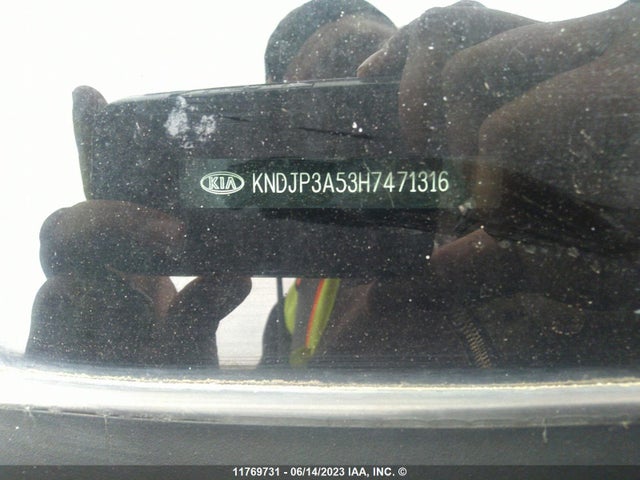 KIA KNDJP3A53H7471316
11769731 - 06/14/2023 IAA, INC. ©